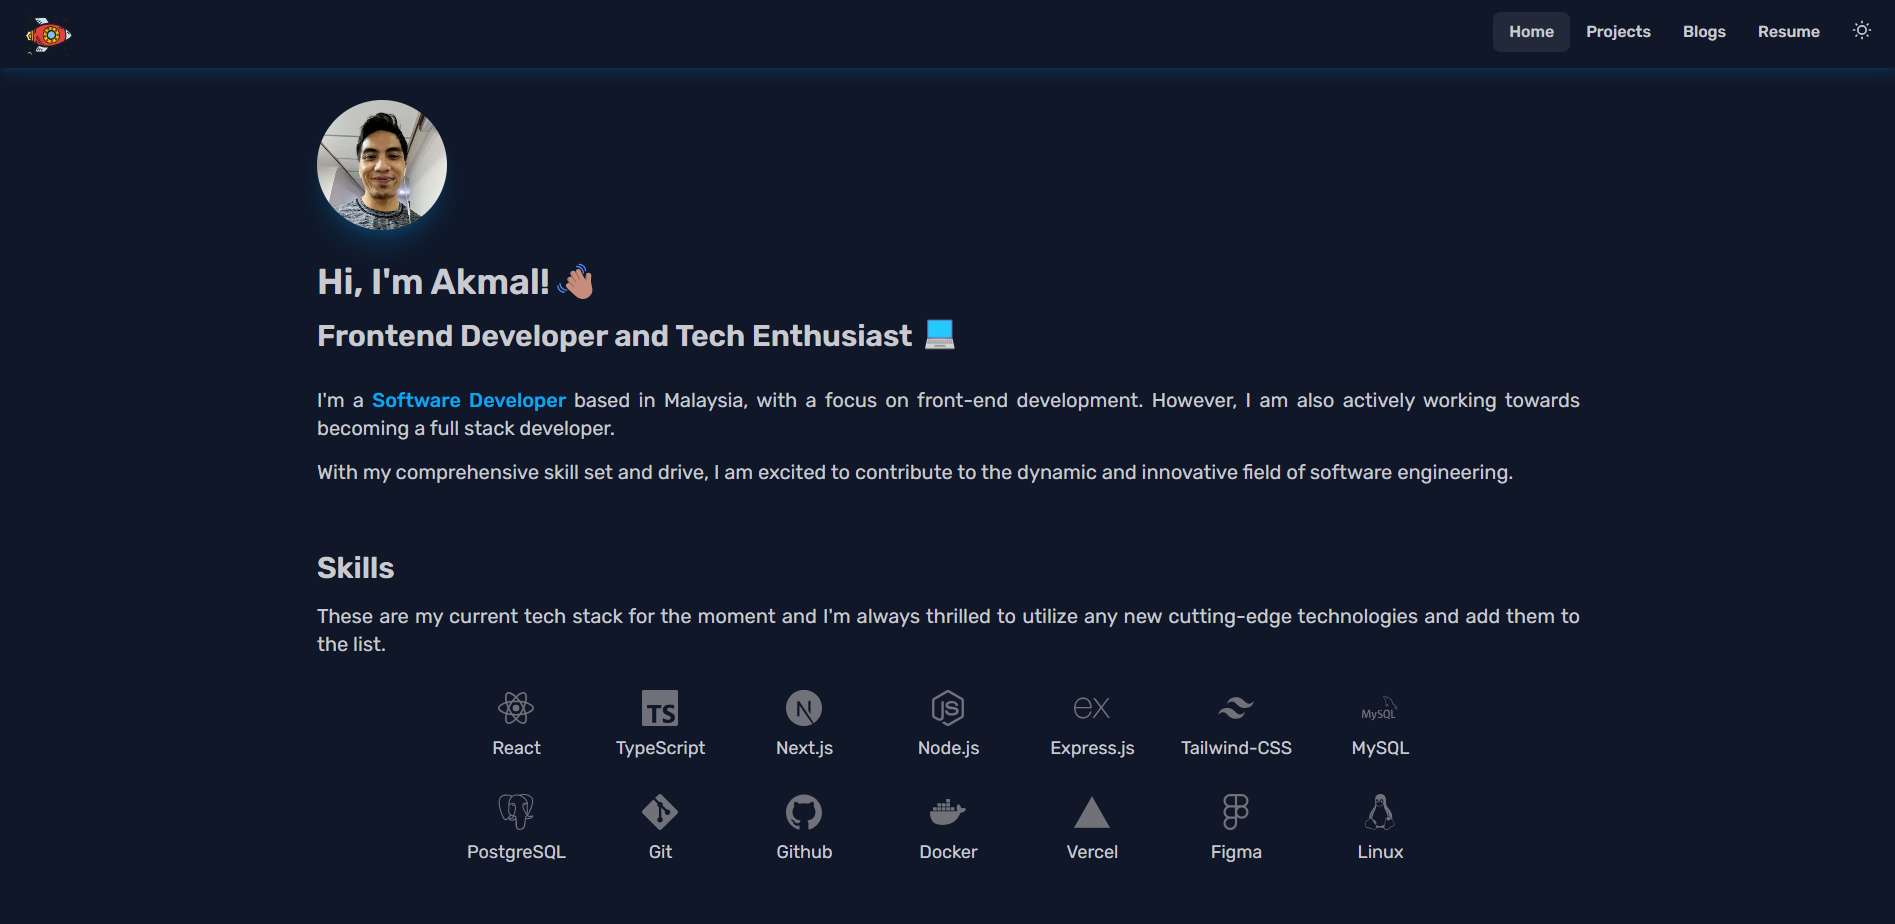 Home Projects Blogs Resume
Hi, I'm Akmal!
Frontend Developer and Tech Enthusiast
I'm a Software Developer based in Malaysia, with a focus on front-end development. However, I am also actively working towards
becoming a full stack developer.
With my comprehensive skill set and drive, I am excited to contribute to the dynamic and innovative field of software engineering.
Skills
These are my current tech stack for the moment and I'm always thrilled to utilize any new cutting-edge technologies and add them to
the list.
TS N JS ex MySQL
React TypeScript Next.js Node.js Express.js Tailwind-CSS MySQL
PostgreSQL Git Github Docker Vercel Figma Linux